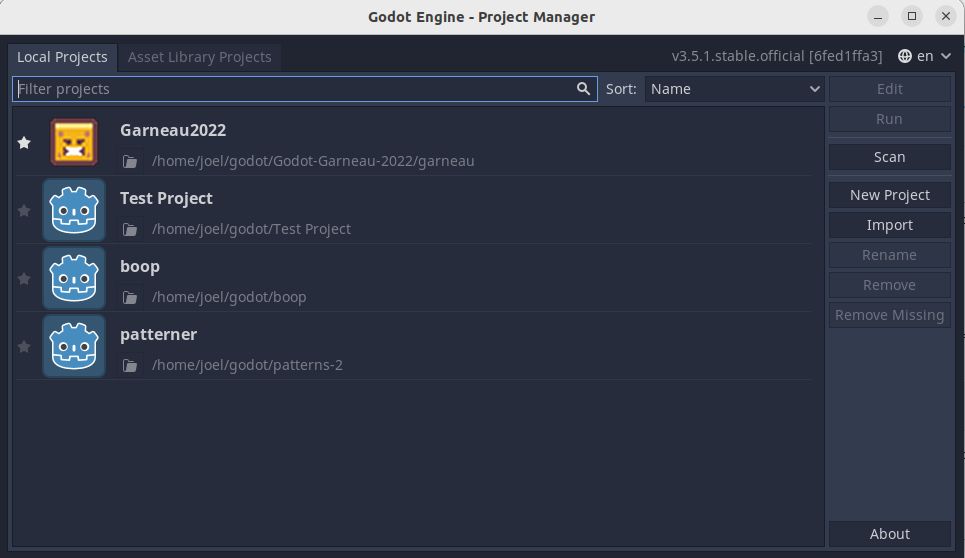 Godot Engine - Project Manager
Local Projects Asset Library Projects v3.5.1.stable.official [6fed1ffa3] en
Filter projects Sort: Name Edit
Run
Garneau2022
/home/joel/godot/Godot-Garneau-2022/garneau Scan
Test Project New Project
/home/joel/godot/Test Project Import
Rename
boop
/home/joel/godot/boop Remove
Remove Missing
patterner
/home/joel/godot/patterns-2
About